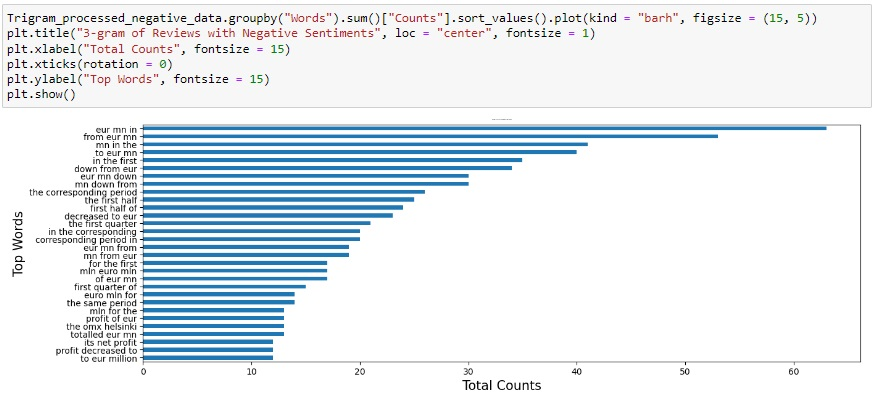 Trigram_processed_negative_data.groupby("Words").sum()["Counts"].sort_values().plot(kind = "barh", figsize = (15, 5))
plt.title("3-gram of Reviews with Negative Sentiments", loc = "center", fontsize = 1)
plt.xlabel("Total Counts", fontsize = 15)
plt.xticks(rotation = 0)
plt.ylabel("Top Words", fontsize = 15)
plt.show()
eur mn in
from eur mn
mn in the
to eur mn
in the first
down from eur
eur mn down
mn down from
the corresponding period
the first half
first half of
decreased to eur
the first quarter
in the corresponding
corresponding period in
eur mn from
mn from eur
for the first
mln euro mln
of eur mn
first quarter of
euro mln for
the same period
mln for the
profit of eur
the omx helsinki
totalled eur mn
its net profit
profit decreased to
to eur million
Top Words
0 10 20 30 40 50 60
Total Counts